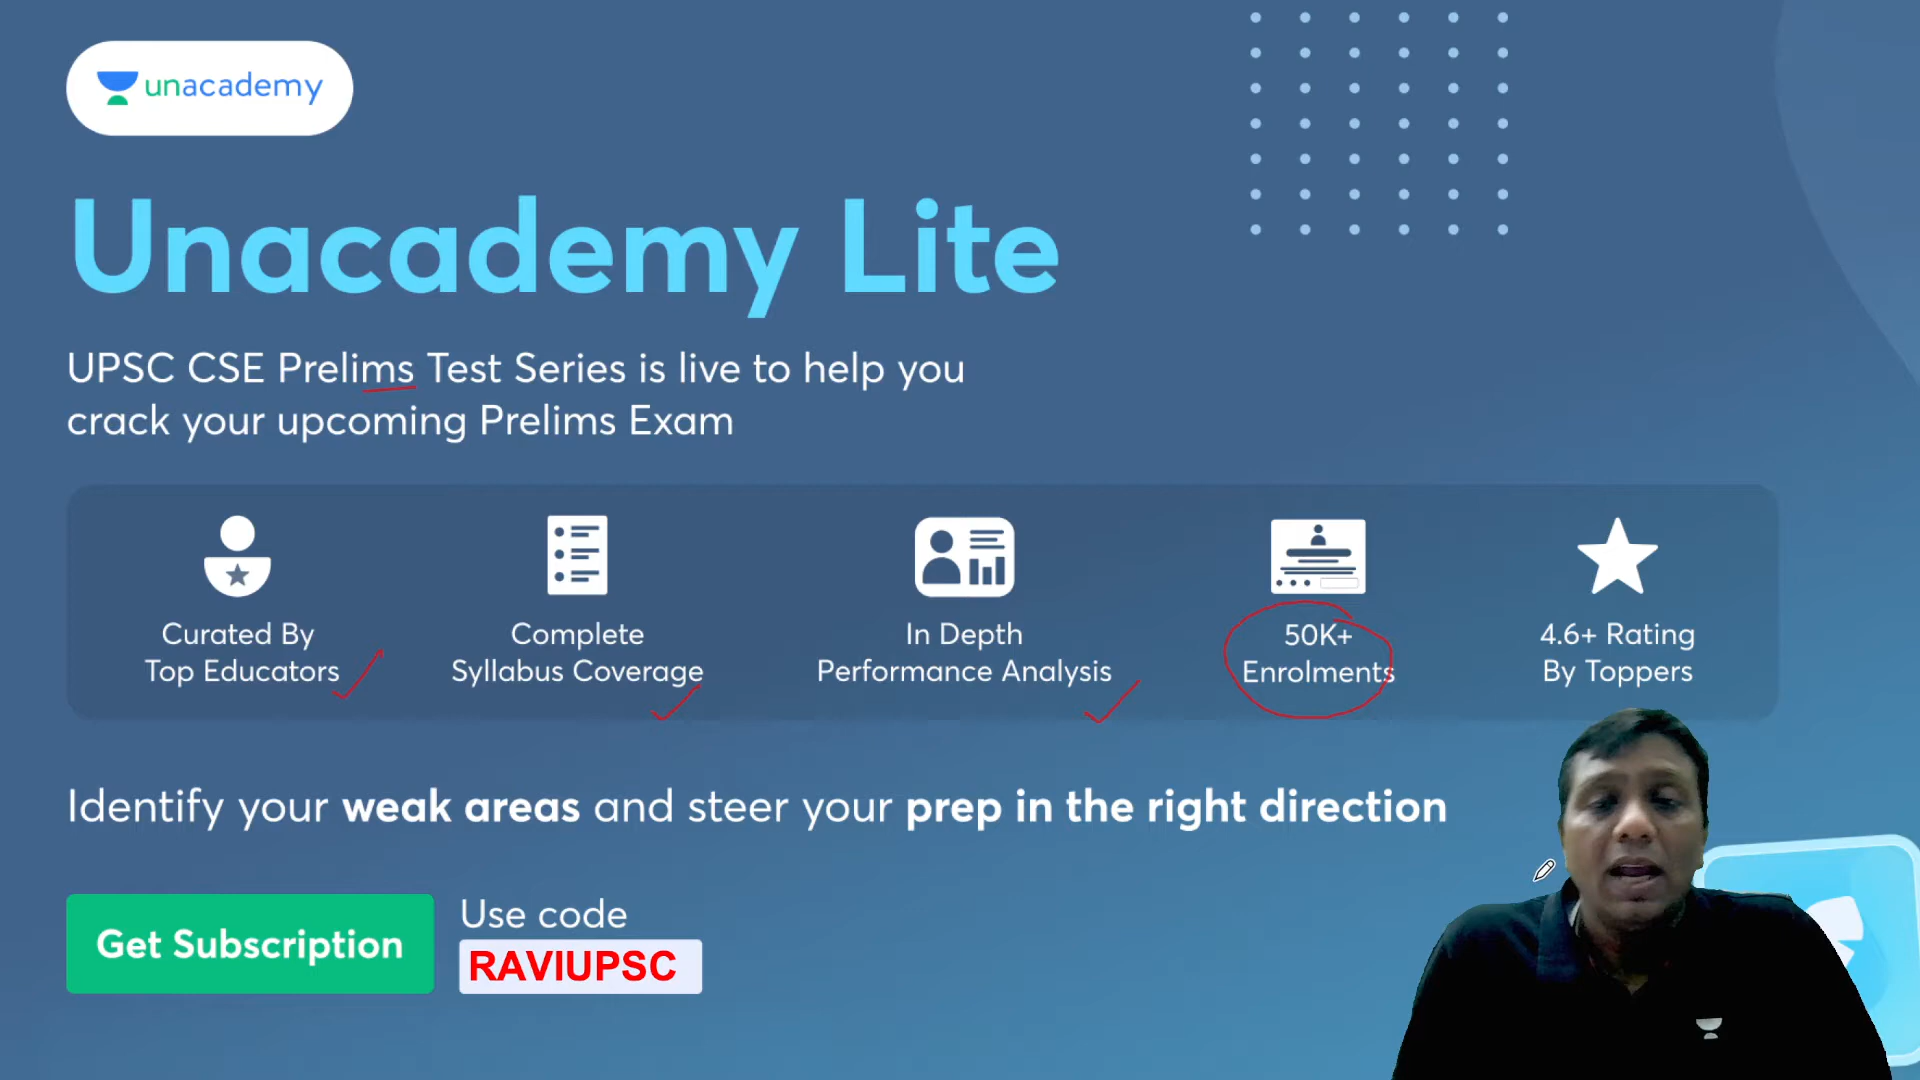 unacademy
Unacademy Lite
UPSC CSE Prelims Test Series is live to help you
crack your upcoming Prelims Exam
Curated By
Top Educators
Complete
Syllabus Coverage
In Depth
Performance Analysis
50K+
Enrolments
4.6+ Rating
By Toppers
Identify your weak areas and steer your prep in the right direction
Get Subscription
Use code
RAVIUPSC